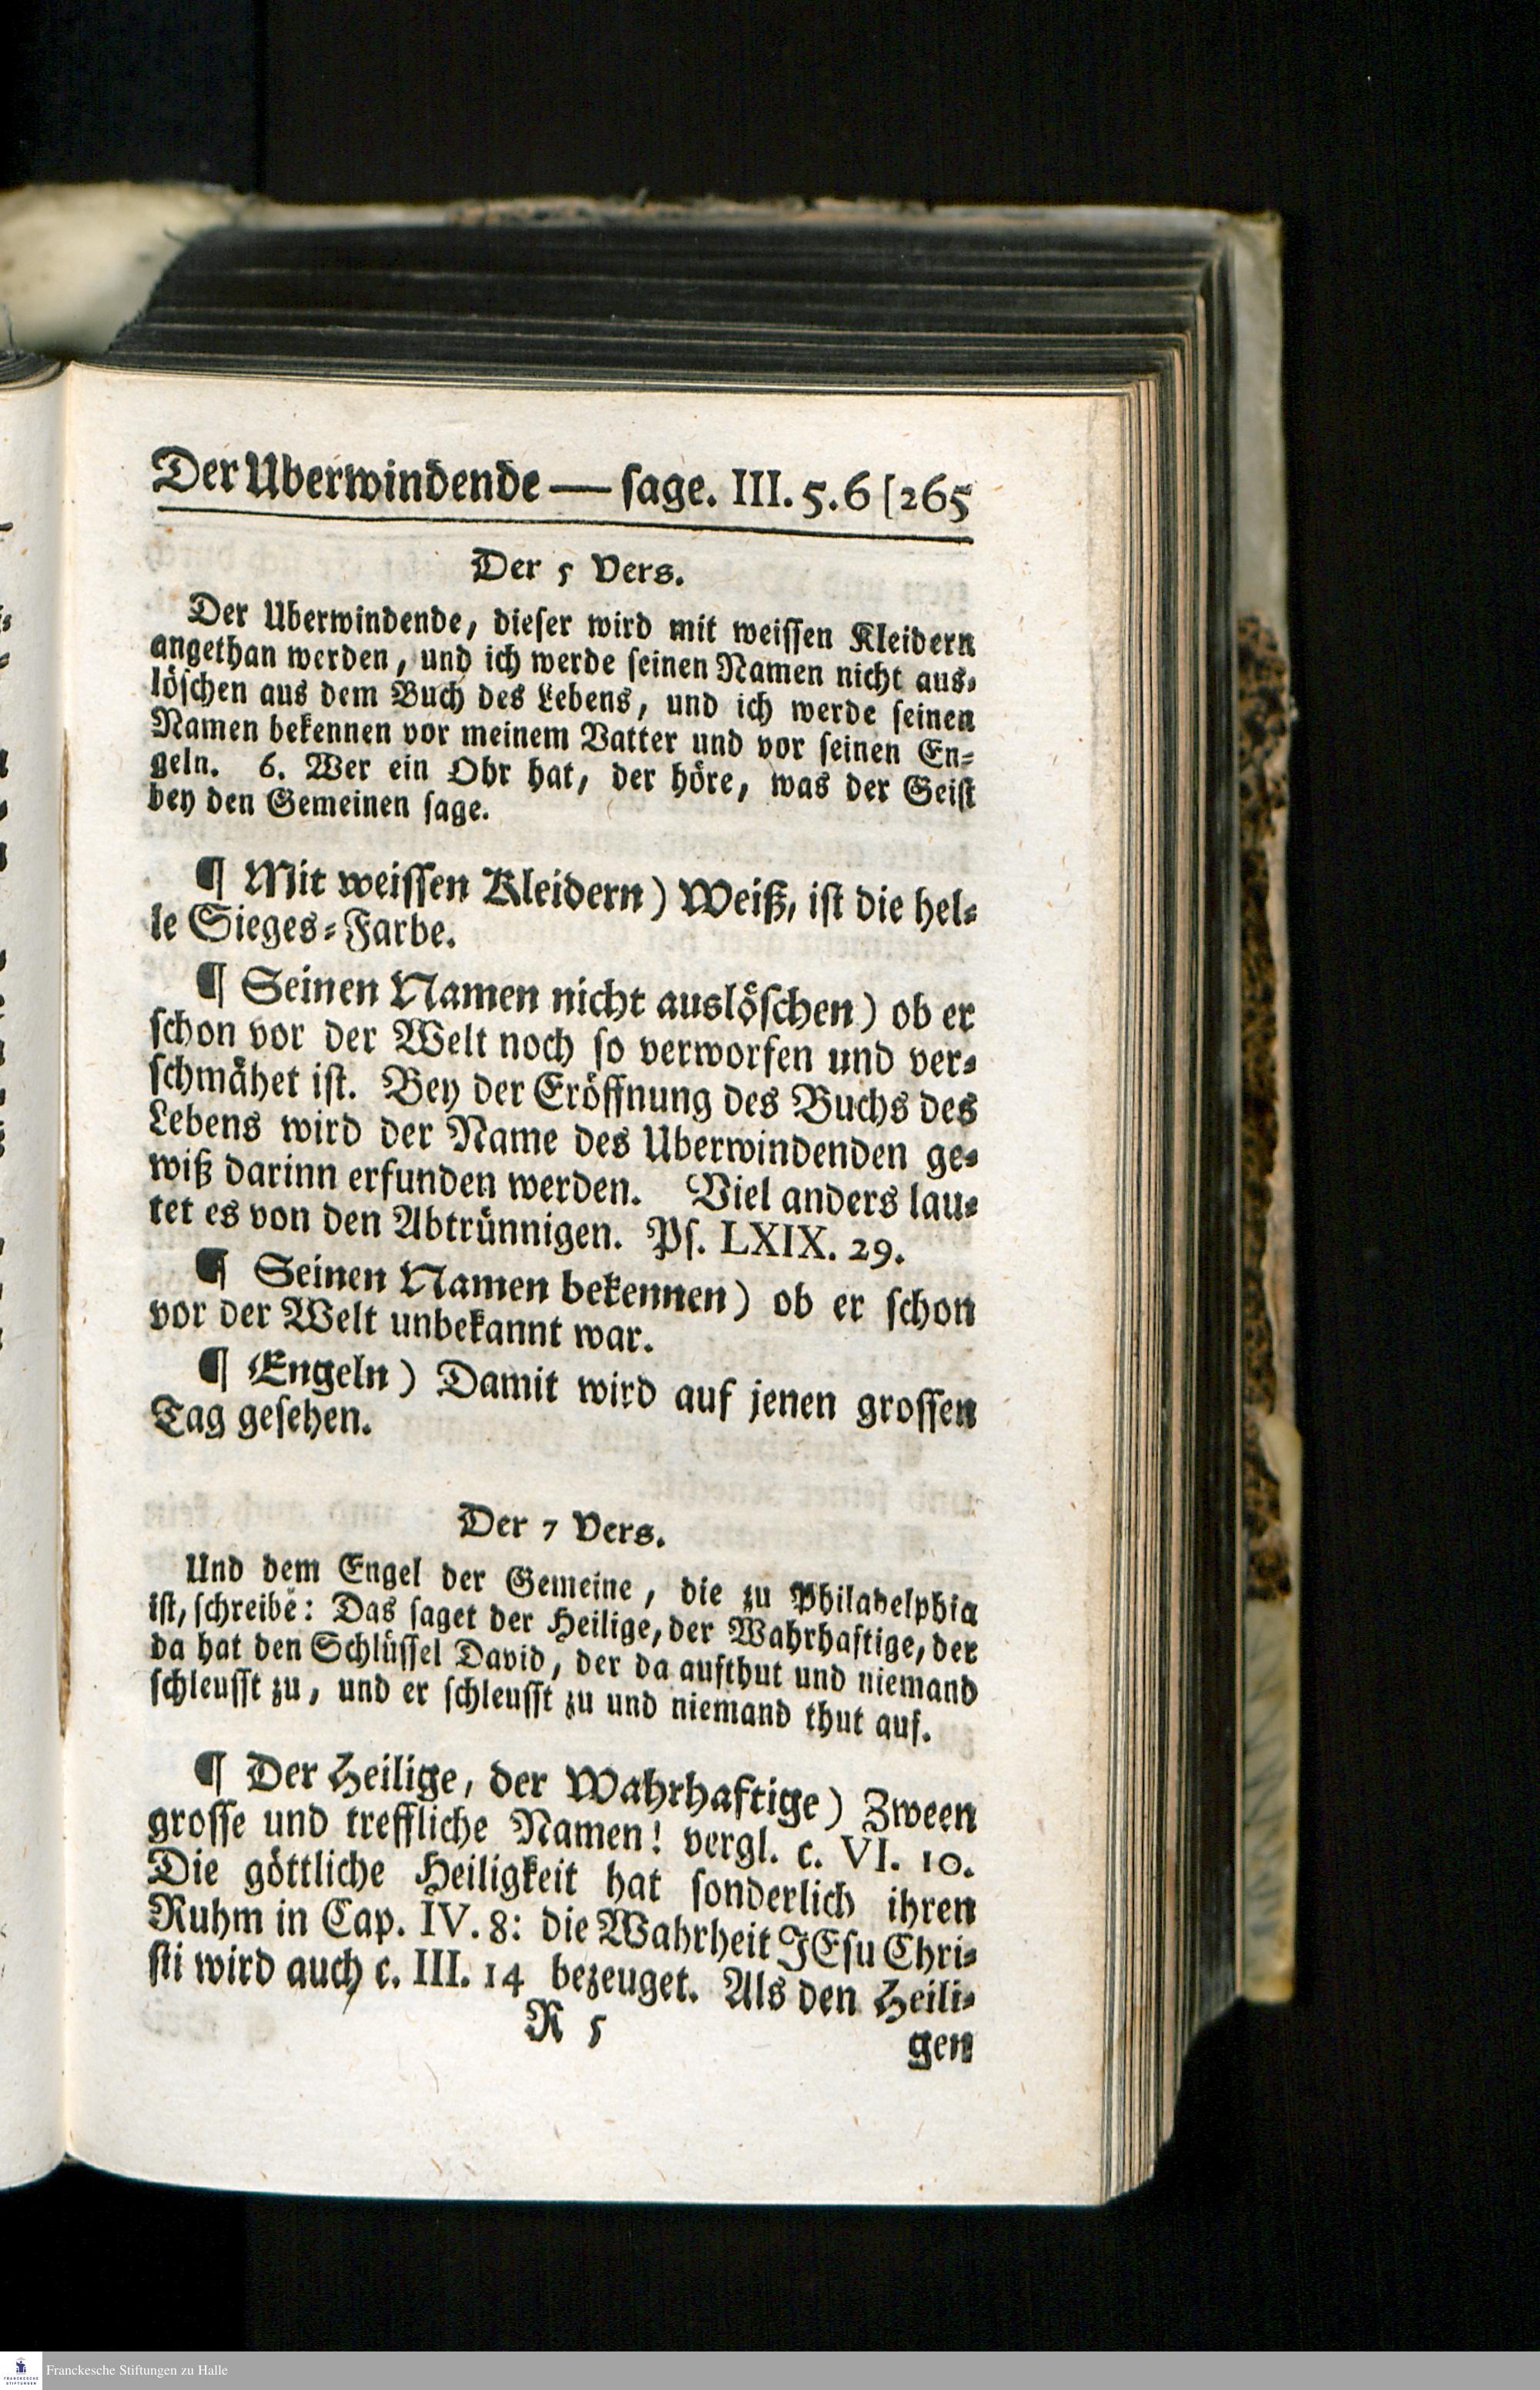 Der Uberwindende — sage. III. 5. 6 [265
Der 5 Vers.
Der Uberwindende, dieser wird mit weissen Kleidern
angethan werden, und ich werde seinen Namen nicht aus-
löschen aus dem Buch des Lebens, und ich werde seinen
Namen bekennen vor meinem Vatter und vor seinen En-
geln. 6. Wer ein Ohr hat, der höre, was der Geist
bey den Gemeinen sage.
¶ Mit weissen Kleidern) Weiß, ist die hel-
le Sieges-Farbe.
¶ Seinen Namen nicht auslöschen) ob er
schon vor der Welt noch so verworfen und ver-
schmähet ist. Bey der Eröffnung des Buchs des
Lebens wird der Name des Uberwindenden ge-
wiß darinn erfunden werden. Viel anders lau-
tet es von den Abtrünnigen. Ps. LXIX. 29.
¶ Seinen Namen bekennen) ob er schon
vor der Welt unbekannt war.
¶ Engeln) Damit wird auf jenen grossen
Tag gesehen.
Der 7 Vers.
Und dem Engel der Gemeine, die zu Philadelphia
ist, schreibe: Das saget der Heilige, der Wahrhaftige, der
da hat den Schlüssel David, der da aufthut und niemand
schleusst zu, und er schleusst zu und niemand thut auf.
¶ Der Heilige, der Wahrhaftige) Zween
grosse und treffliche Namen! vergl. c. VI. 10.
Die göttliche Heiligkeit hat sonderlich ihren
Ruhm in Cap. IV. 8: die Wahrheit JEsu Chri-
sti wird auch c. III. 14 bezeuget. Als den Heili-
R 5
gen
FRANCKESCHE
STIFTUNGEN
Franckesche Stiftungen zu Halle